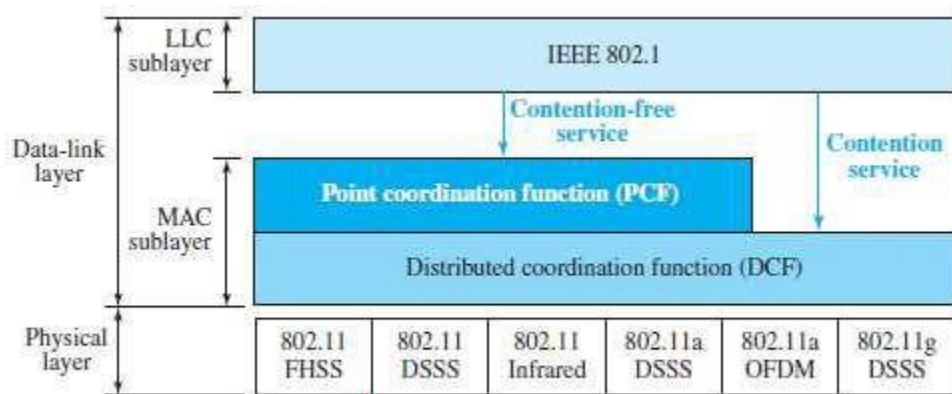 LLC
sublayer
IEEE 802.1
Contention-free
service
Contention
service
Data-link
layer
Point coordination function (PCF)
MAC
sublayer
Distributed coordination function (DCF)
Physical
layer
802.11
FHSS
802.11
DSSS
802.11
Infrared
802.11a
DSSS
802.11a
OFDM
802.11g
DSSS